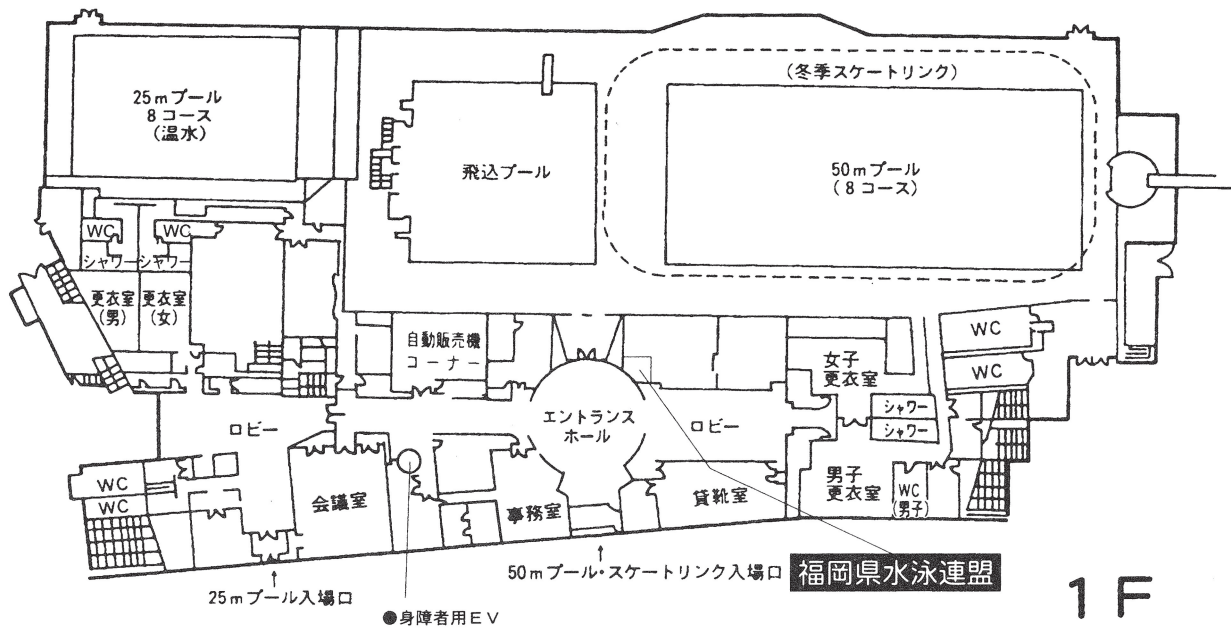 25mプール
8コース
(温水)
飛込プール
(冬季スケートリンク)
50mプール
(8コース)
WC
WC
シャワー
シャワー
更衣室
(男)
更衣室
(女)
自動販売機
コーナー
エントランス
ホール
ロビー
ロビー
女子
更衣室
WC
WC
シャワー
シャワー
男子
更衣室
WC
(男子)
WC
WC
会議室
事務室
貸靴室
25mプール入場口
●身障者用EV
50mプール・スケートリンク入場口
福岡県水泳連盟
1F